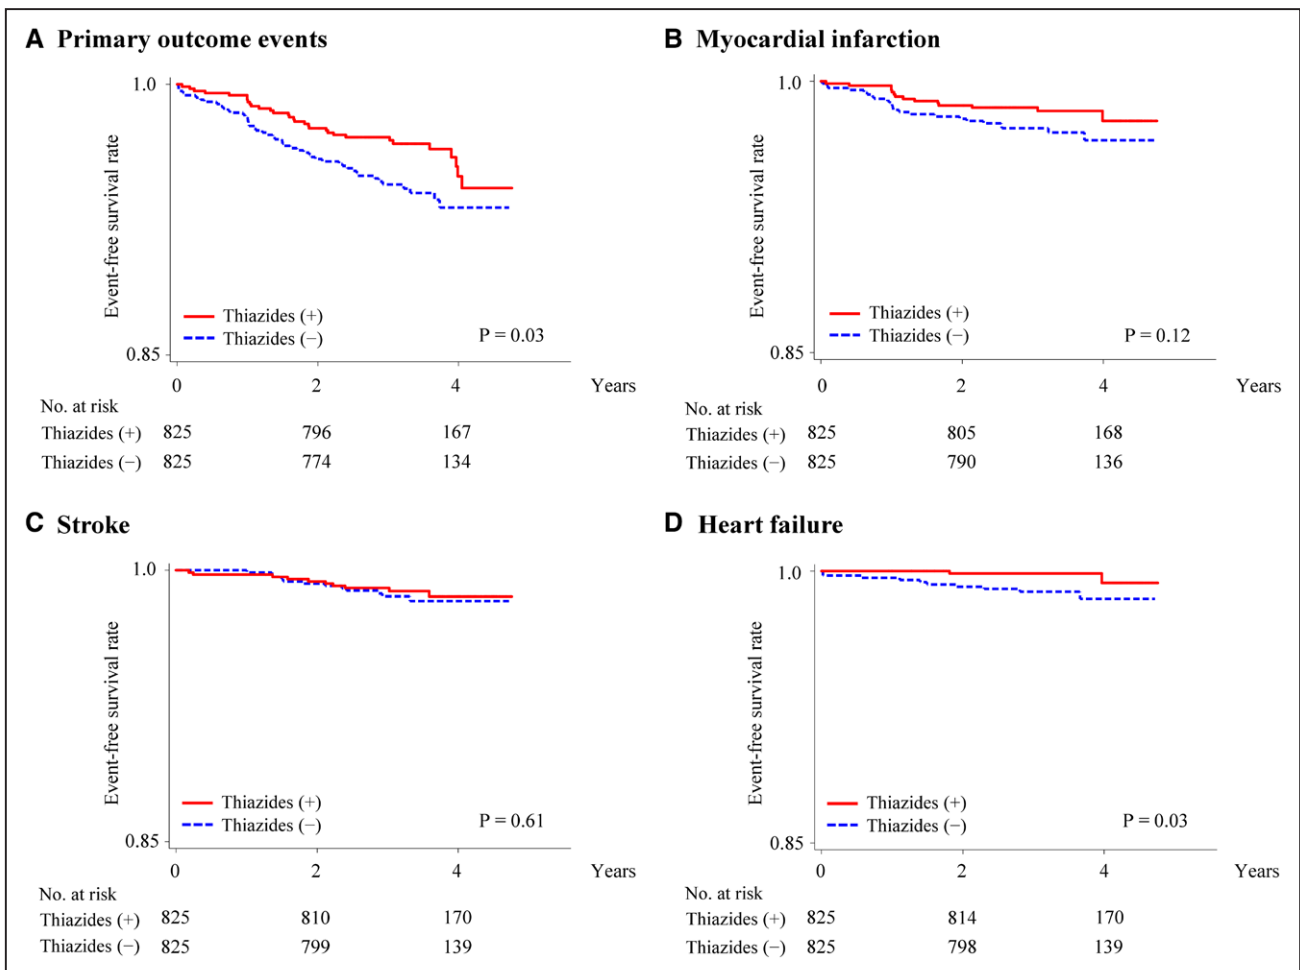 A Primary outcome events
1.0
Event-free survival rate
Thiazides (+)
Thiazides (−)
P = 0.03
0.85
0 2 4 Years
No. at risk
Thiazides (+) 825 796 167
Thiazides (−) 825 774 134
B Myocardial infarction
1.0
Event-free survival rate
Thiazides (+)
Thiazides (−)
P = 0.12
0.85
0 2 4 Years
No. at risk
Thiazides (+) 825 805 168
Thiazides (−) 825 790 136
C Stroke
1.0
Event-free survival rate
Thiazides (+)
Thiazides (−)
P = 0.61
0.85
0 2 4 Years
No. at risk
Thiazides (+) 825 810 170
Thiazides (−) 825 799 139
D Heart failure
1.0
Event-free survival rate
Thiazides (+)
Thiazides (−)
P = 0.03
0.85
0 2 4 Years
No. at risk
Thiazides (+) 825 814 170
Thiazides (−) 825 798 139